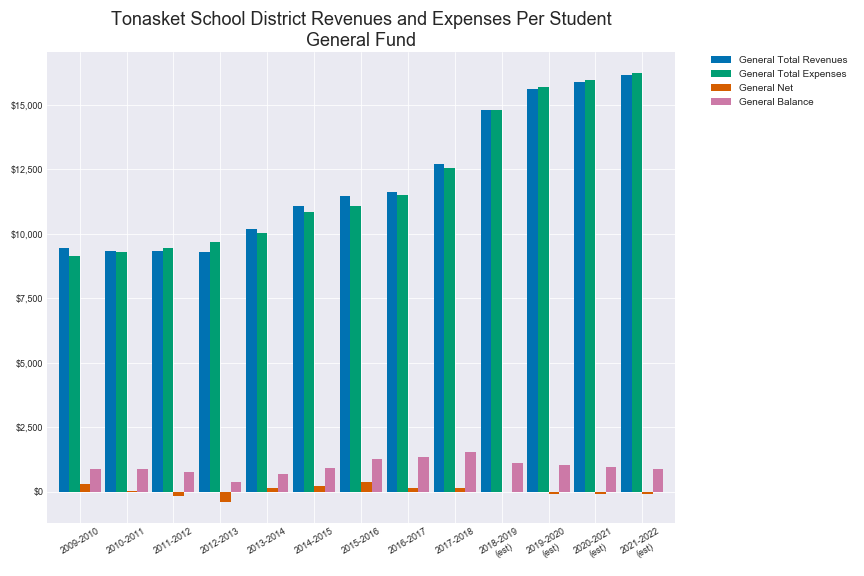 Tonasket School District Revenues and Expenses Per Student
General Fund
General Total Revenues
General Total Expenses
General Net
General Balance
$15,000
$12,500
$10,000
$7,500
$5,000
$2,500
$0
2009-2010
2010-2011
2011-2012
2012-2013
2013-2014
2014-2015
2015-2016
2016-2017
2017-2018
2018-2019
(est)
2019-2020
(est)
2020-2021
(est)
2021-2022
(est)